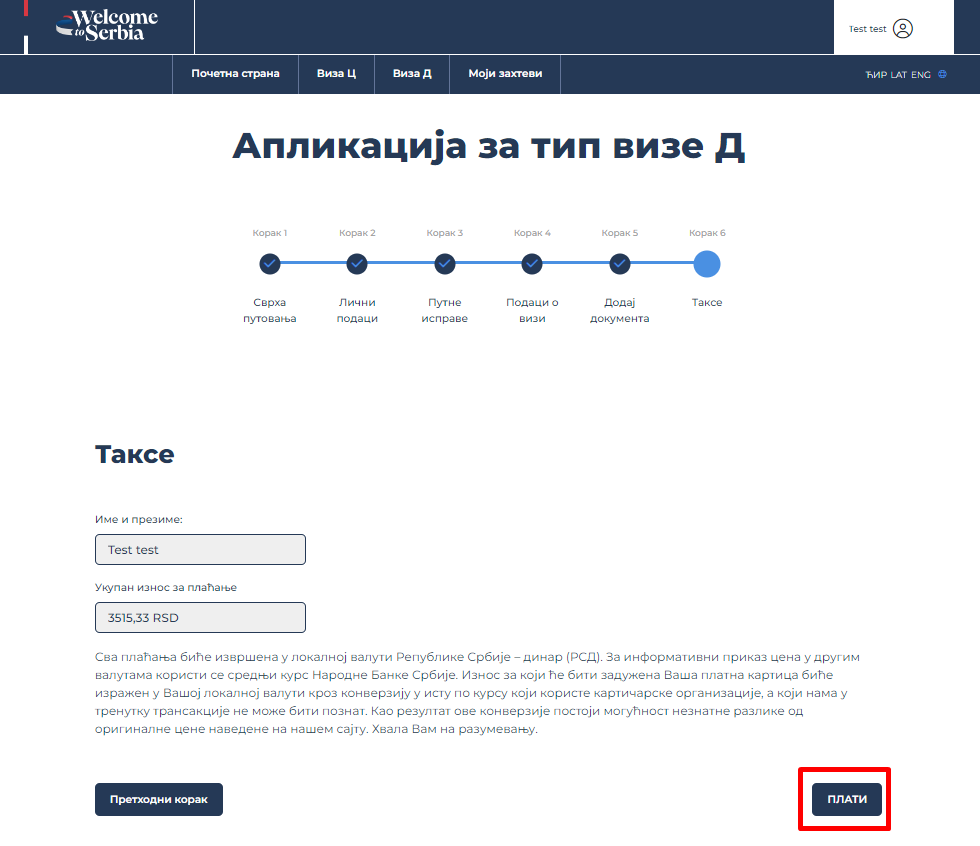 Welcome
to Serbia
Test test
Почетна страна
Виза Ц
Виза Д
Моји захтеви
ЋИР LAT ENG
Апликација за тип визе Д
Корак 1
Корак 2
Корак 3
Корак 4
Корак 5
Корак 6
Сврха
путовања
Лични
подаци
Путне
исправе
Подаци о
визи
Додај
документа
Таксе
Таксе
Име и презиме:
Test test
Укупан износ за плаћање
3515,33 RSD
Сва плаћања биће извршена у локалној валути Републике Србије – динар (РСД). За информативни приказ цена у другим
валутама користи се средњи курс Народне Банке Србије. Износ за који ће бити задужена Ваша платна картица биће
изражен у Вашој локалној валути кроз конверзију у исту по курсу који користе картичарске организације, а који нама у
тренутку трансакције не може бити познат. Као резултат ове конверзије постоји могућност незнатне разлике од
оригиналне цене наведене на нашем сајту. Хвала Вам на разумевању.
Претходни корак
ПЛАТИ